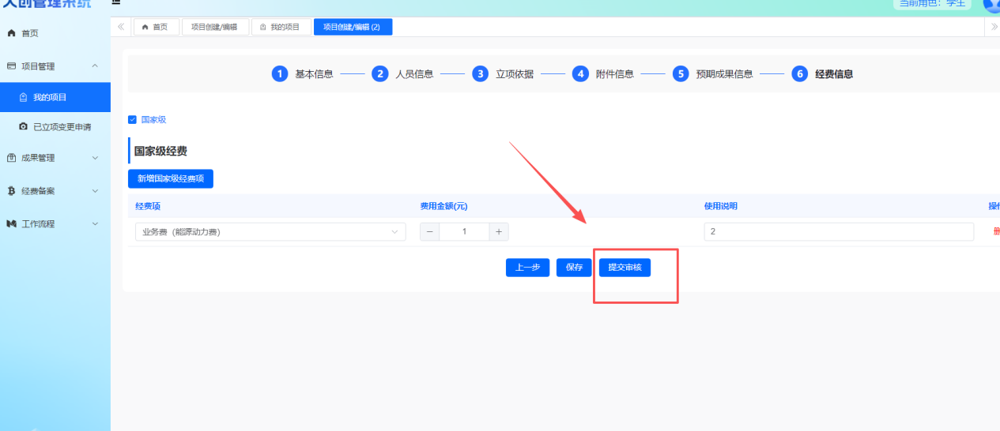 大创管理系统
当前角色：学生
首页
项目创建/编辑
我的项目
项目创建/编辑 (2)
首页
项目管理
我的项目
已立项变更申请
成果管理
经费备案
工作流程
1 基本信息
2 人员信息
3 立项依据
4 附件信息
5 预期成果信息
6 经费信息
国家级
国家级经费
新增国家级经费项
经费项 费用金额(元) 使用说明 操
业务费（能源动力费） − 1 + 2
上一步 保存 提交审核